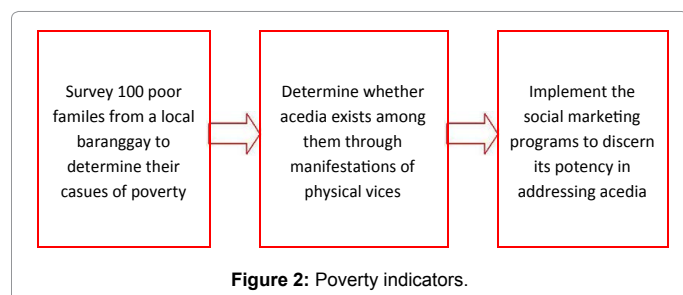 Survey 100 poor
familes from a local
baranggay to
determine their
casues of poverty
Determine whether
acedia exists among
them through
manifestations of
physical vices
Implement the
social marketing
programs to discern
its potency in
addressing acedia
Figure 2: Poverty indicators.